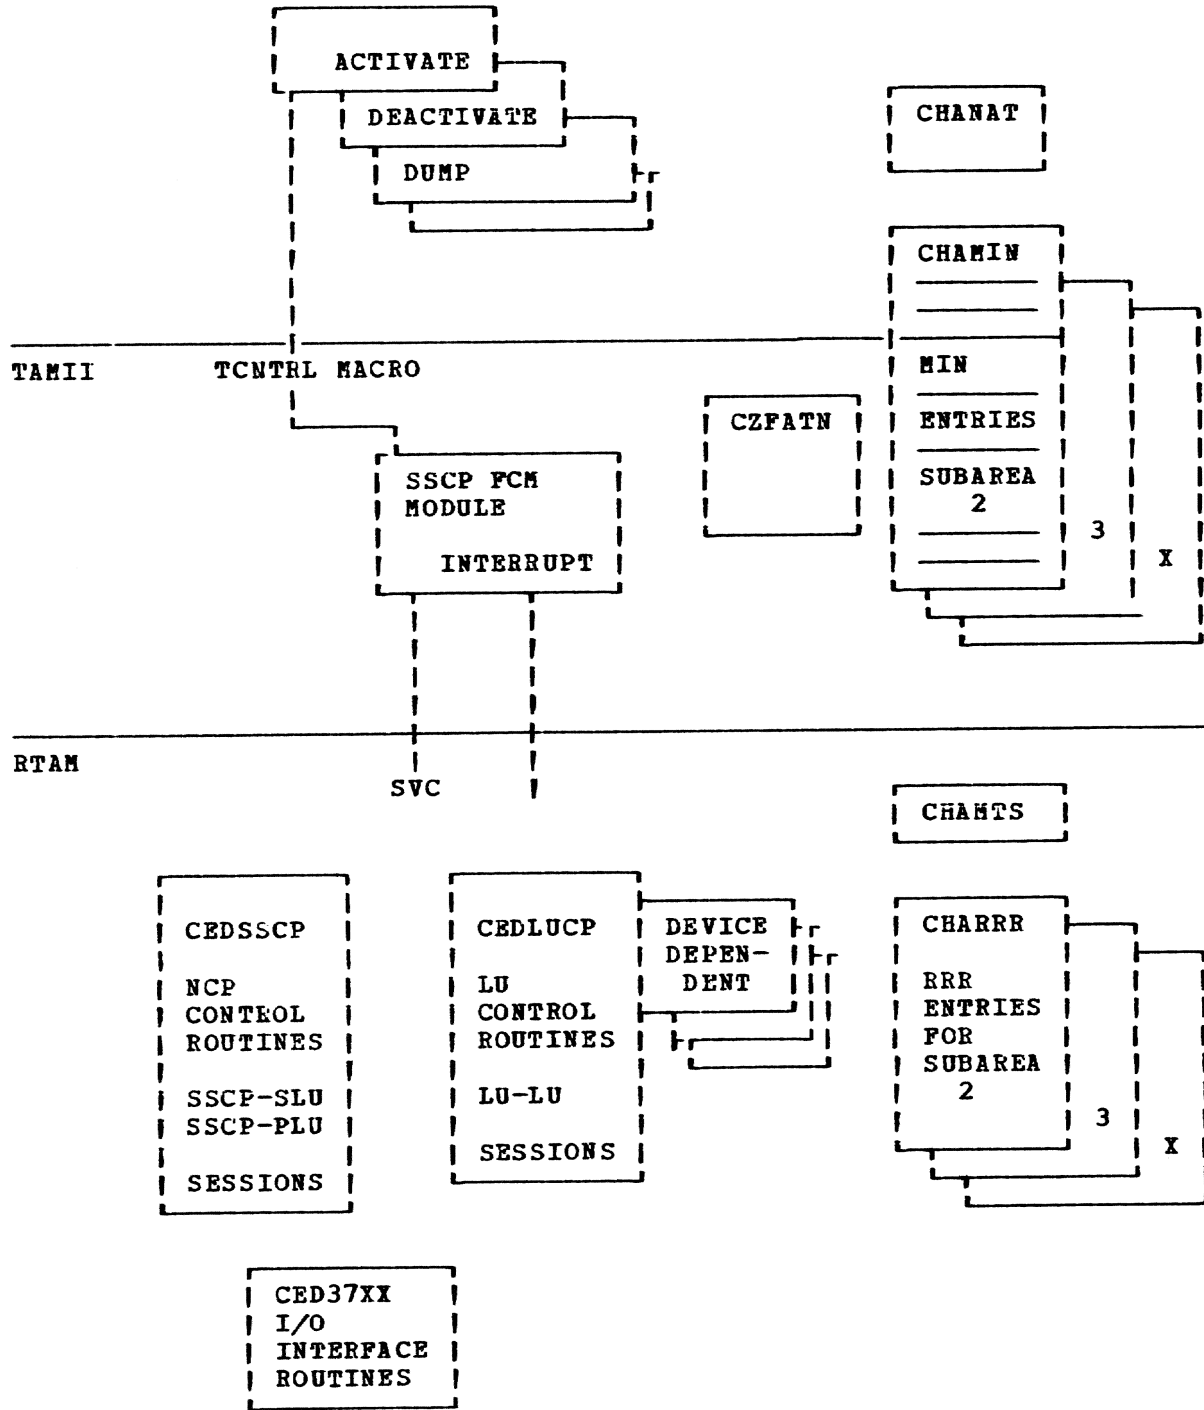 ACTIVATE
DEACTIVATE
DUMP
CHANAT
CHAMIN
TAMII
TCNTRL MACRO
MIN
ENTRIES
SUBAREA
2
3
X
CZFATN
SSCP FCM
MODULE
INTERRUPT
RTAM
SVC
CHAMTS
CEDSSCP
NCP
CONTROL
ROUTINES
SSCP-SLU
SSCP-PLU
SESSIONS
CEDLUCP
LU
CONTROL
ROUTINES
LU-LU
SESSIONS
DEVICE
DEPEN-
DENT
CHARRR
RRR
ENTRIES
FOR
SUBAREA
2
3
X
CED37XX
I/O
INTERFACE
ROUTINES